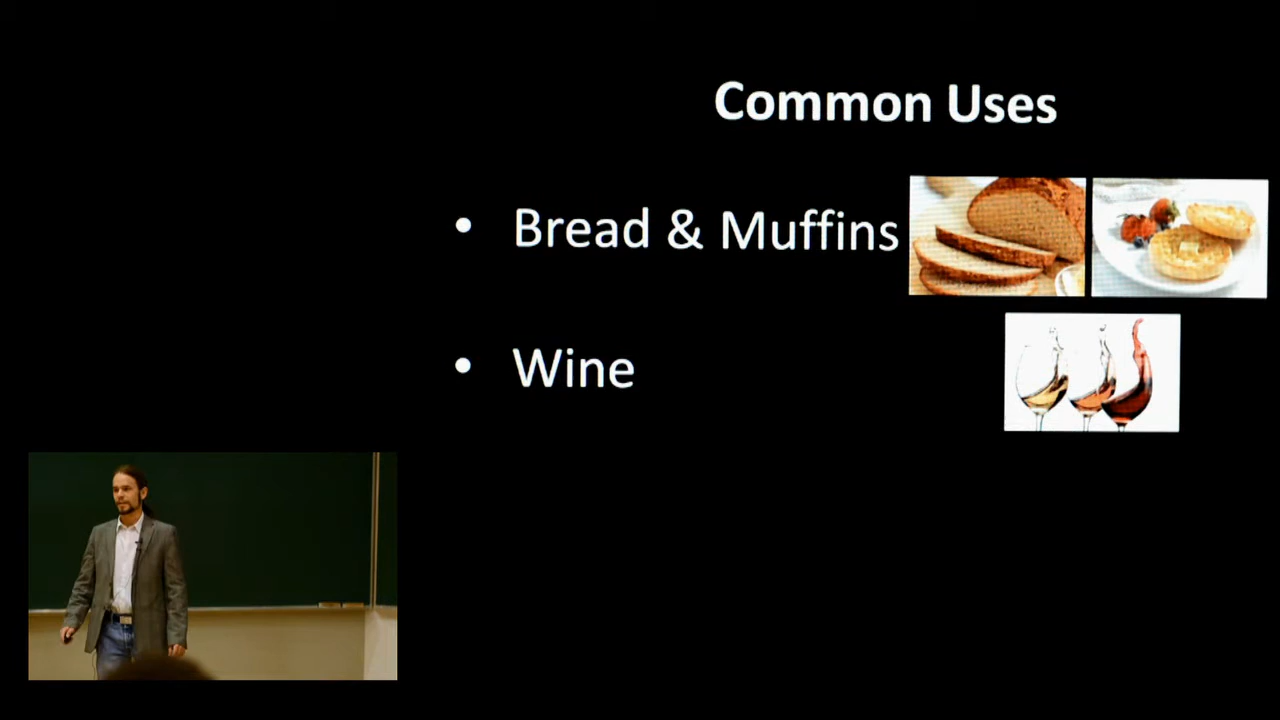 Common Uses
• Bread & Muffins
• Wine